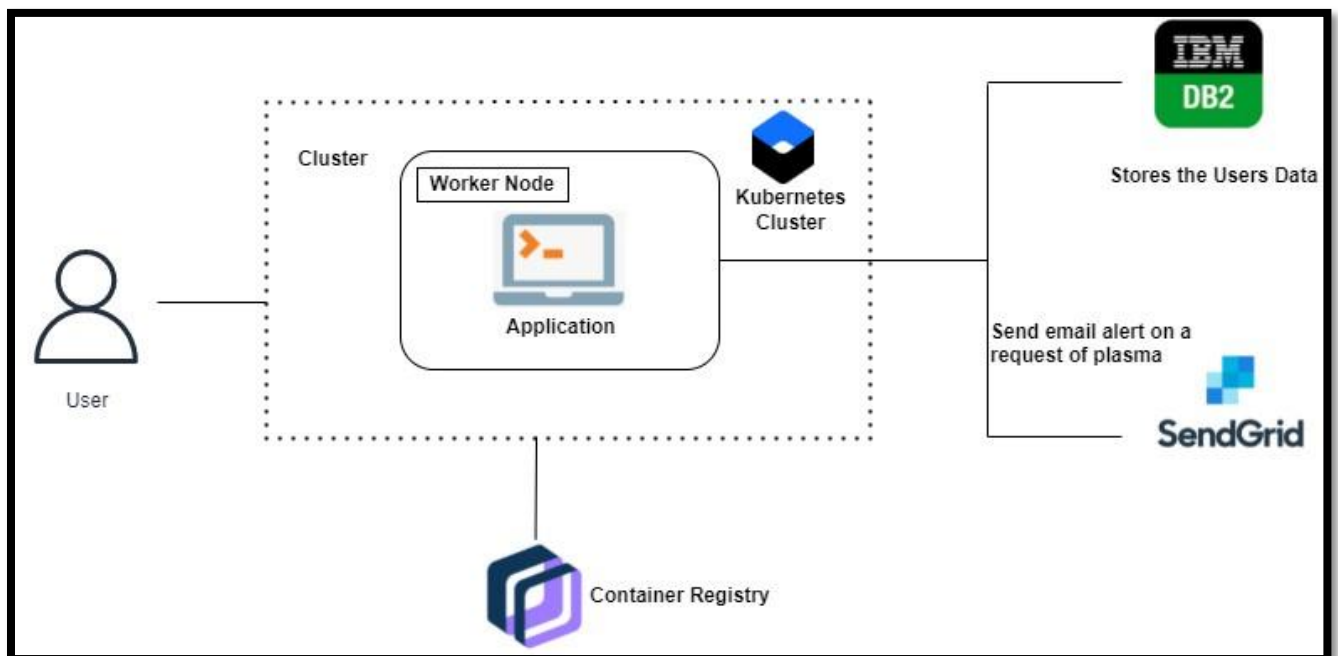 IBM
DB2
Stores the Users Data
Cluster
Worker Node
Kubernetes
Cluster
Application
User
Send email alert on a
request of plasma
SendGrid
Container Registry